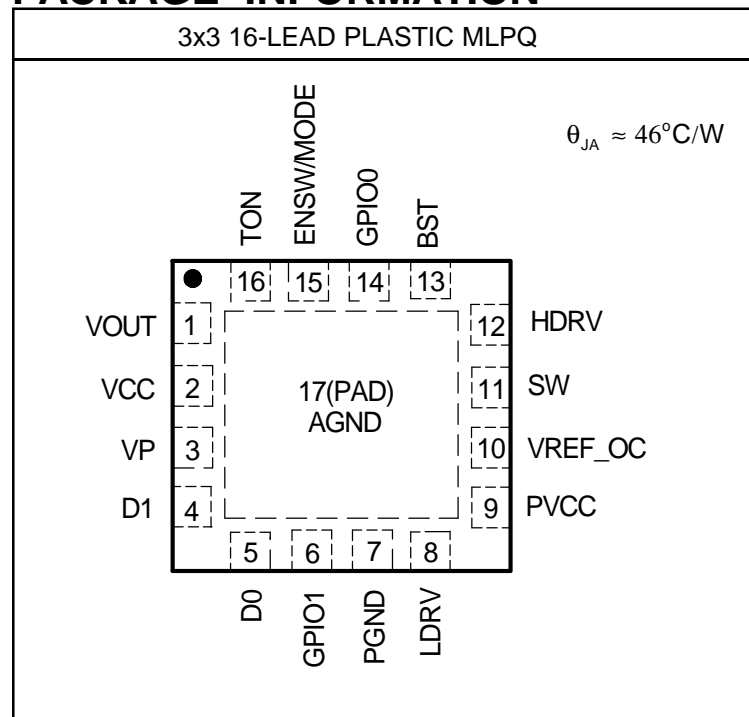 PACKAGE INFORMATION
3x3 16-LEAD PLASTIC MLPQ
θJA ≈ 46°C/W
TON
ENSW/MODE
GPIO0
BST
16 15 14 13
VOUT 1
VCC 2
VP 3
D1 4
17(PAD)
AGND
12 HDRV
11 SW
10 VREF_OC
9 PVCC
5 6 7 8
D0
GPIO1
PGND
LDRV